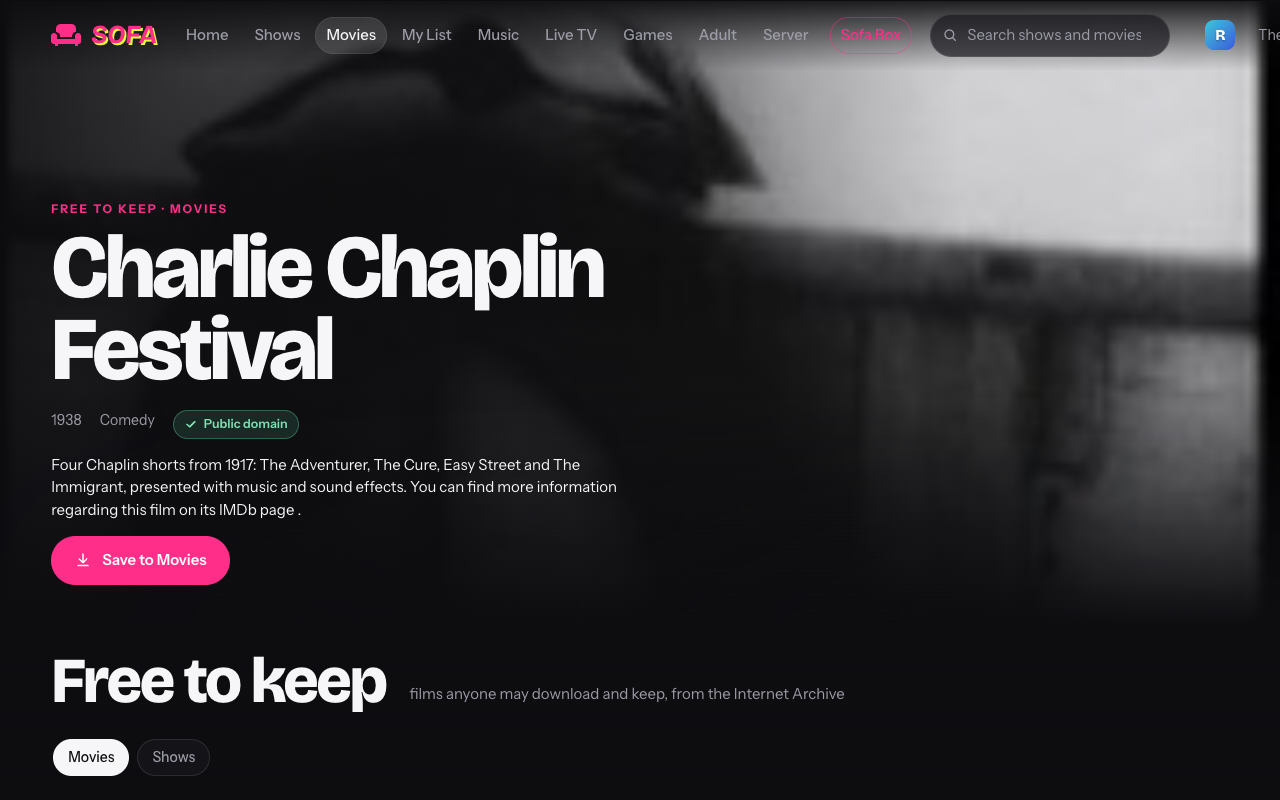 SOFA
Home Shows Movies My List Music Live TV Games Adult Server Sofa Box Search shows and movies R The
FREE TO KEEP · MOVIES
Charlie Chaplin
Festival
1938 Comedy Public domain
Four Chaplin shorts from 1917: The Adventurer, The Cure, Easy Street and The
Immigrant, presented with music and sound effects. You can find more information
regarding this film on its IMDb page .
Save to Movies
Free to keep films anyone may download and keep, from the Internet Archive
Movies Shows